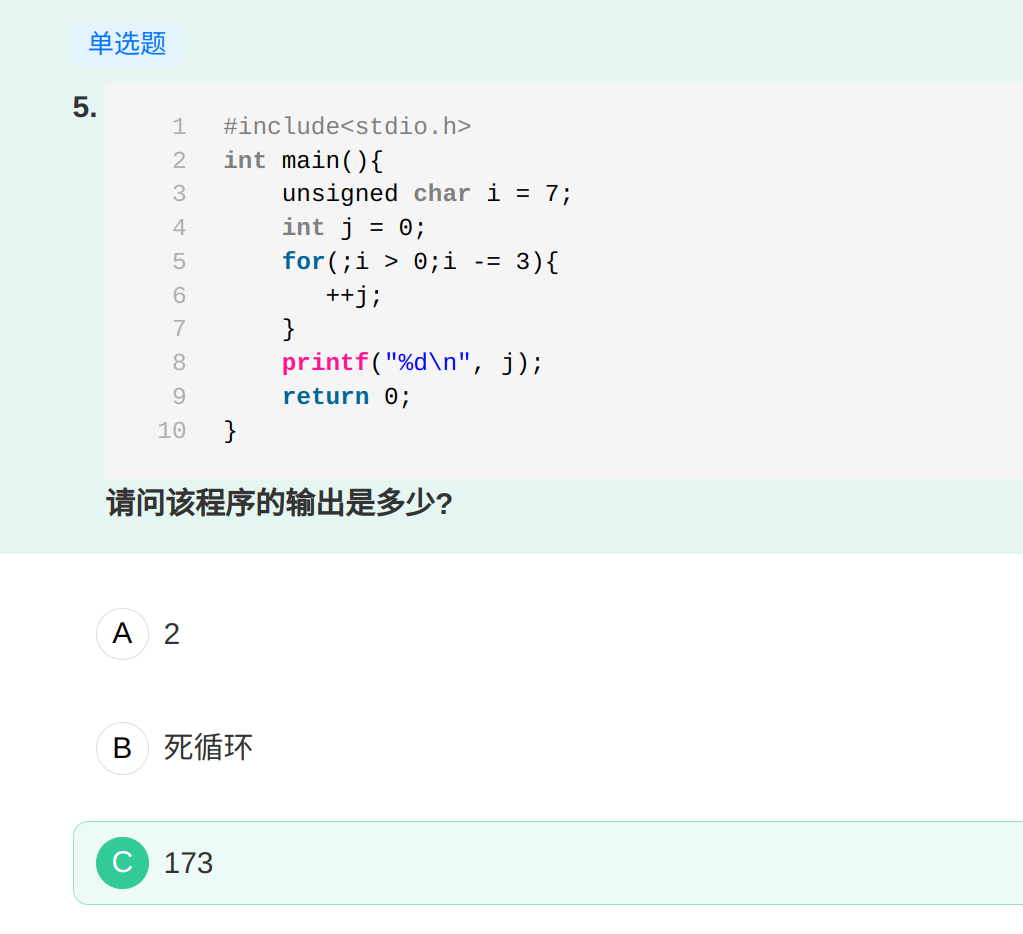 单选题
5.
1 #include<stdio.h>
2 int main(){
3     unsigned char i = 7;
4     int j = 0;
5     for(;i > 0;i -= 3){
6        ++j;
7     }
8     printf("%d\n", j);
9     return 0;
10 }
请问该程序的输出是多少?
A 2
B 死循环
C 173